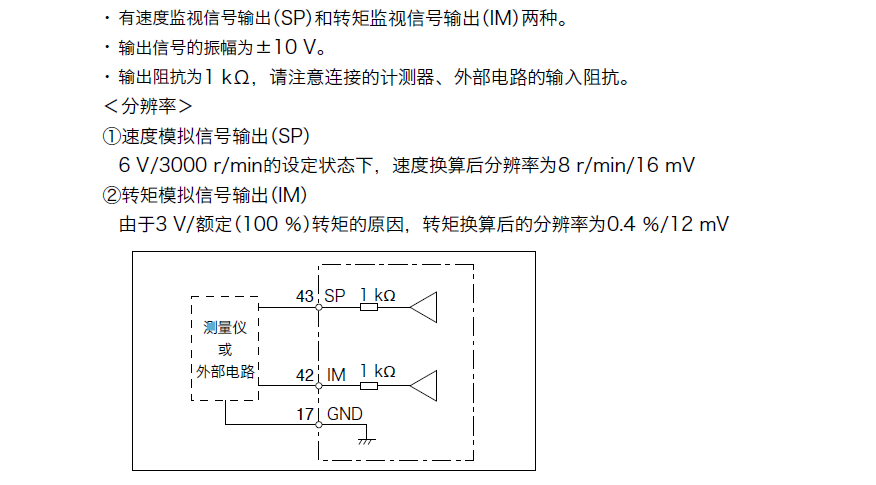 ・有速度监视信号输出(SP)和转矩监视信号输出(IM)两种。
・输出信号的振幅为±10 V。
・输出阻抗为1 kΩ，请注意连接的计测器、外部电路的输入阻抗。
＜分辨率＞
①速度模拟信号输出(SP)
6 V/3000 r/min的设定状态下，速度换算后分辨率为8 r/min/16 mV
②转矩模拟信号输出(IM)
由于3 V/额定(100 %)转矩的原因，转矩换算后的分辨率为0.4 %/12 mV
43 SP 1 kΩ
测量仪
或
外部电路
42 IM 1 kΩ
17 GND